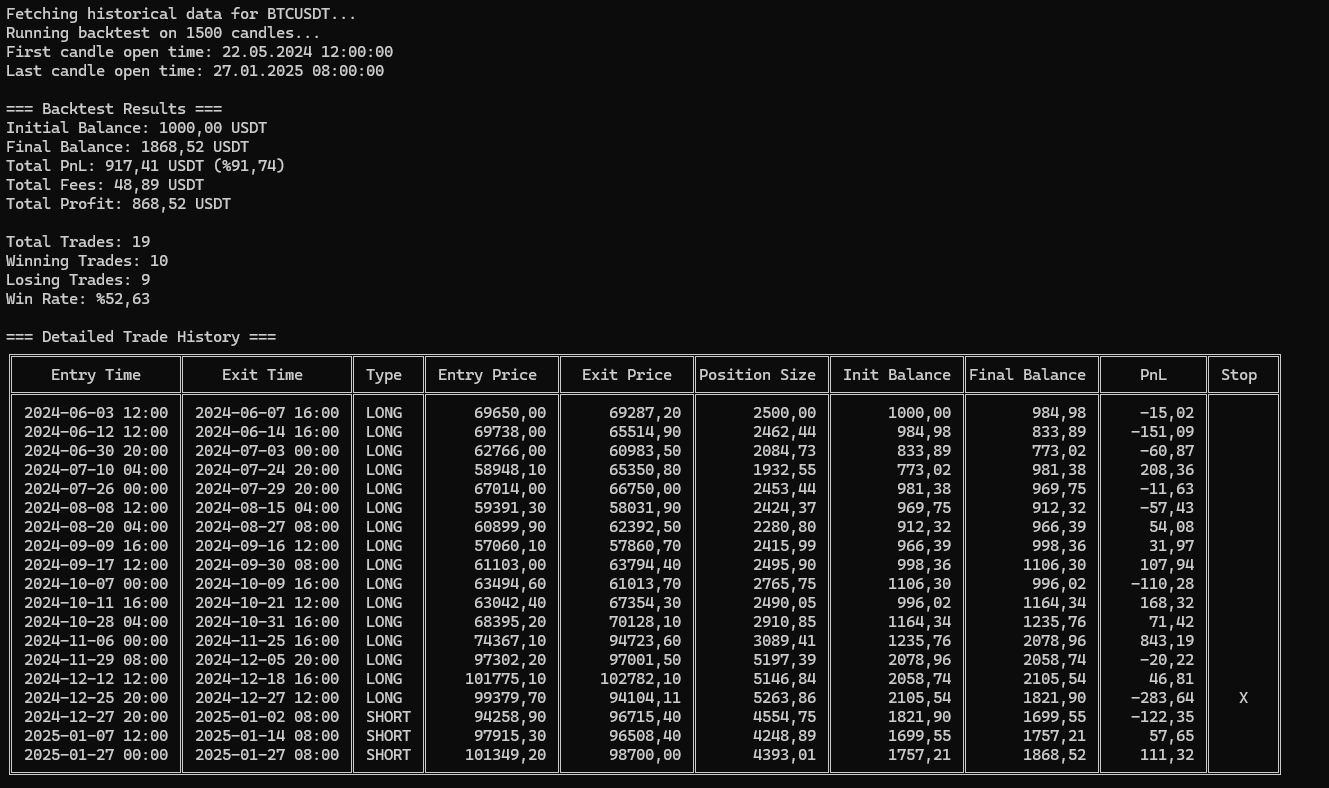 Fetching historical data for BTCUSDT...
Running backtest on 1500 candles...
First candle open time: 22.05.2024 12:00:00
Last candle open time: 27.01.2025 08:00:00
=== Backtest Results ===
Initial Balance: 1000,00 USDT
Final Balance: 1868,52 USDT
Total PnL: 917,41 USDT (%91,74)
Total Fees: 48,89 USDT
Total Profit: 868,52 USDT
Total Trades: 19
Winning Trades: 10
Losing Trades: 9
Win Rate: %52,63
=== Detailed Trade History ===
Entry Time Exit Time Type Entry Price Exit Price Position Size Init Balance Final Balance PnL Stop
2024-06-03 12:00 2024-06-07 16:00 LONG 69650,00 69287,20 2500,00 1000,00 984,98 -15,02
2024-06-12 12:00 2024-06-14 16:00 LONG 69738,00 65514,90 2462,44 984,98 833,89 -151,09
2024-06-30 20:00 2024-07-03 00:00 LONG 62766,00 60983,50 2084,73 833,89 773,02 -60,87
2024-07-10 04:00 2024-07-24 20:00 LONG 58948,10 65350,80 1932,55 773,02 981,38 208,36
2024-07-26 00:00 2024-07-29 20:00 LONG 67014,00 66750,00 2453,44 981,38 969,75 -11,63
2024-08-08 12:00 2024-08-15 04:00 LONG 59391,30 58031,90 2424,37 969,75 912,32 -57,43
2024-08-20 04:00 2024-08-27 08:00 LONG 60899,90 62392,50 2280,80 912,32 966,39 54,08
2024-09-09 16:00 2024-09-16 12:00 LONG 57060,10 57860,70 2415,99 966,39 998,36 31,97
2024-09-17 12:00 2024-09-30 08:00 LONG 61103,00 63794,40 2495,90 998,36 1106,30 107,94
2024-10-07 00:00 2024-10-09 16:00 LONG 63494,60 61013,70 2765,75 1106,30 996,02 -110,28
2024-10-11 16:00 2024-10-21 12:00 LONG 63042,40 67354,30 2490,05 996,02 1164,34 168,32
2024-10-28 04:00 2024-10-31 16:00 LONG 68395,20 70128,10 2910,85 1164,34 1235,76 71,42
2024-11-06 00:00 2024-11-25 16:00 LONG 74367,10 94723,60 3089,41 1235,76 2078,96 843,19
2024-11-29 08:00 2024-12-05 20:00 LONG 97302,20 97001,50 5197,39 2078,96 2058,74 -20,22
2024-12-12 12:00 2024-12-18 16:00 LONG 101775,10 102782,10 5146,84 2058,74 2105,54 46,81
2024-12-25 20:00 2024-12-27 12:00 LONG 99379,70 94104,11 5263,86 2105,54 1821,90 -283,64 X
2024-12-27 20:00 2025-01-02 08:00 SHORT 94258,90 96715,40 4554,75 1821,90 1699,55 -122,35
2025-01-07 12:00 2025-01-14 08:00 SHORT 97915,30 96508,40 4248,89 1699,55 1757,21 57,65
2025-01-27 00:00 2025-01-27 08:00 SHORT 101349,20 98700,00 4393,01 1757,21 1868,52 111,32